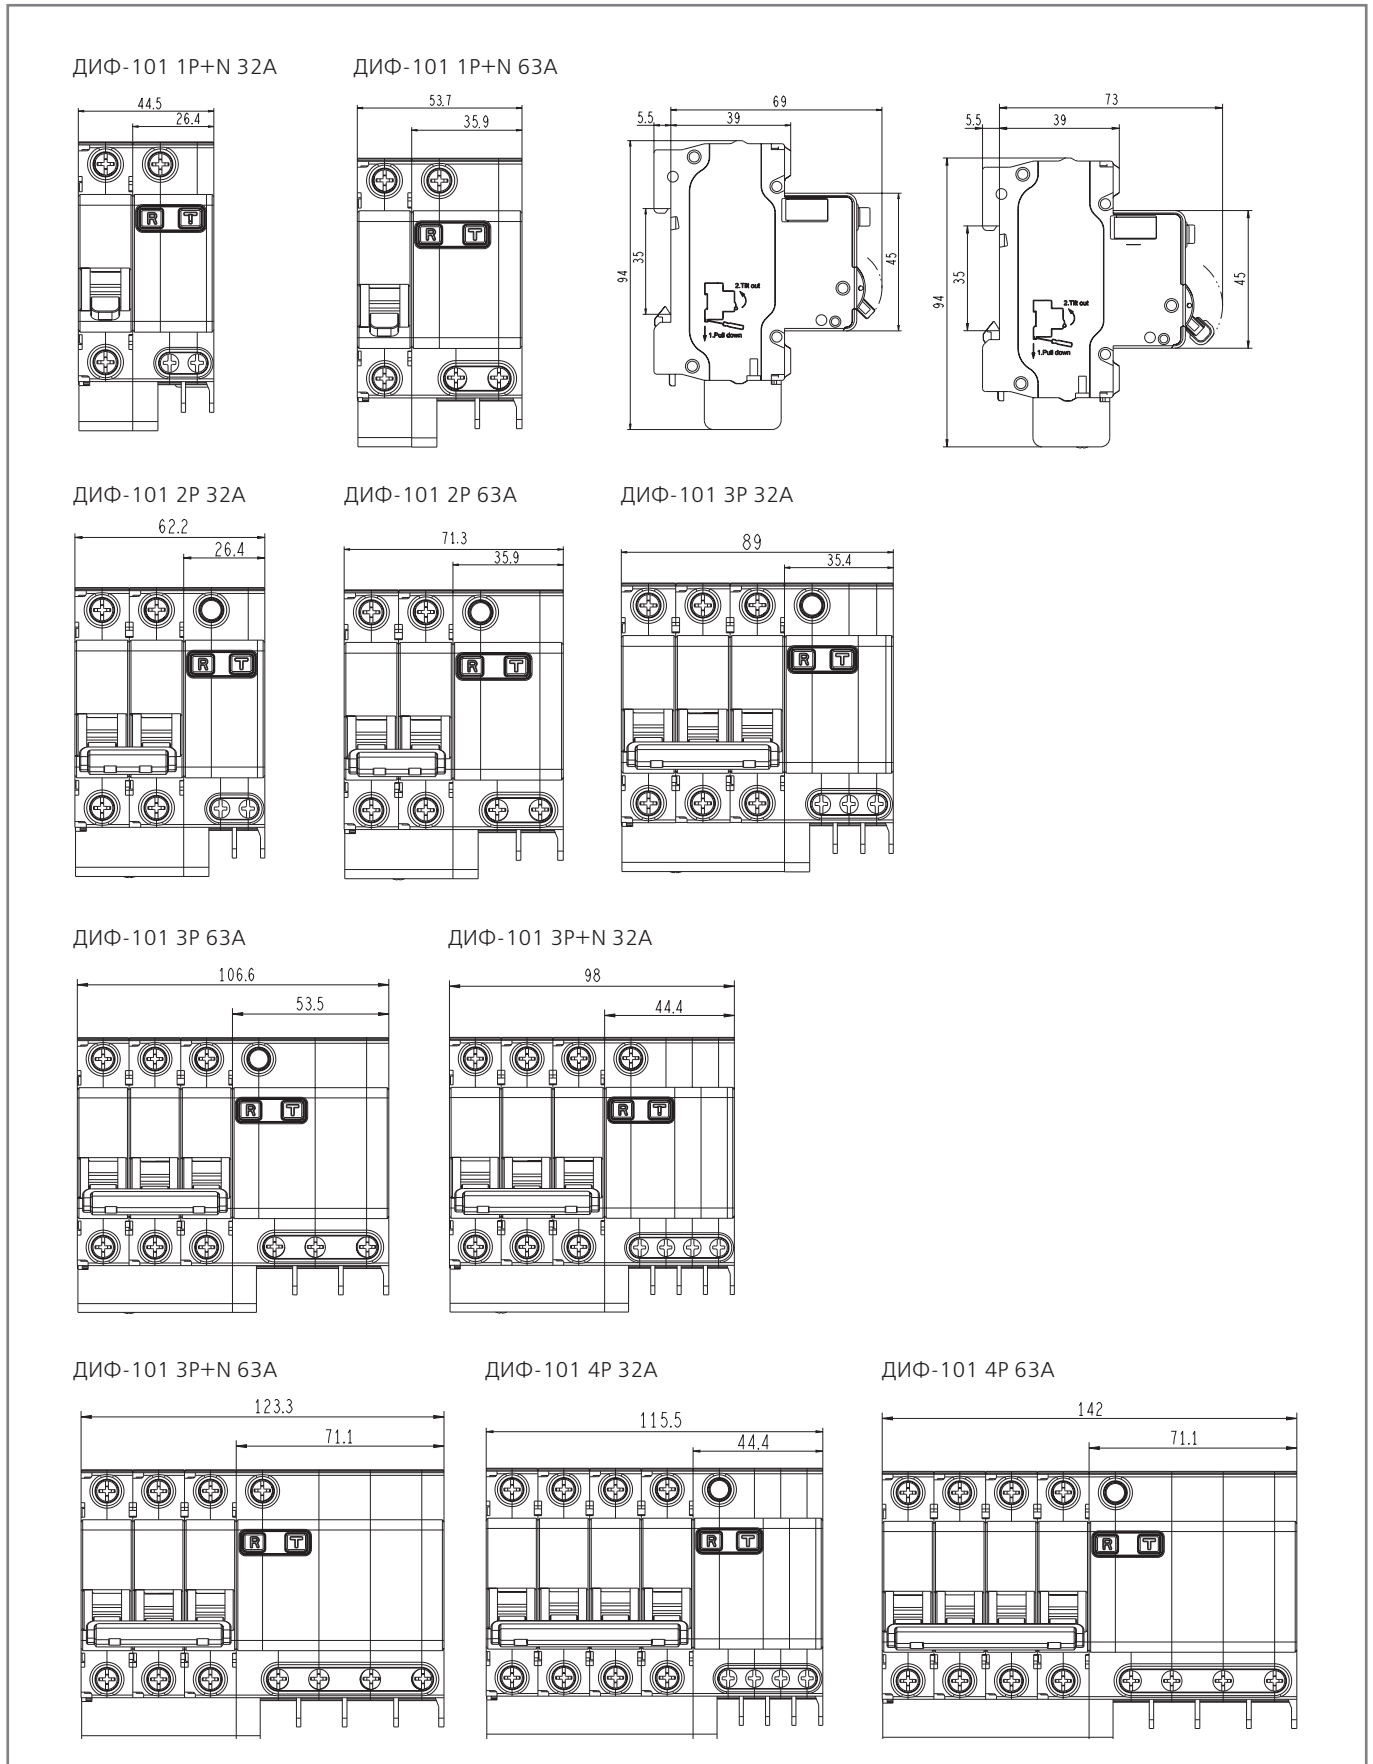 ДИФ-101 1P+N 32A
ДИФ-101 1P+N 63A
44.5
26.4
53.7
35.9
69
5.5
39
73
5.5
39
R T
R T
94
35
45
2.Tilt out
1.Pull down
94
35
45
2.Tilt out
1.Pull down
ДИФ-101 2P 32A
ДИФ-101 2P 63A
ДИФ-101 3P 32A
62.2
26.4
71.3
35.9
89
35.4
R T
R T
R T
ДИФ-101 3P 63A
ДИФ-101 3P+N 32A
106.6
53.5
98
44.4
R T
R T
ДИФ-101 3P+N 63A
ДИФ-101 4P 32A
ДИФ-101 4P 63A
123.3
71.1
115.5
44.4
142
71.1
R T
R T
R T